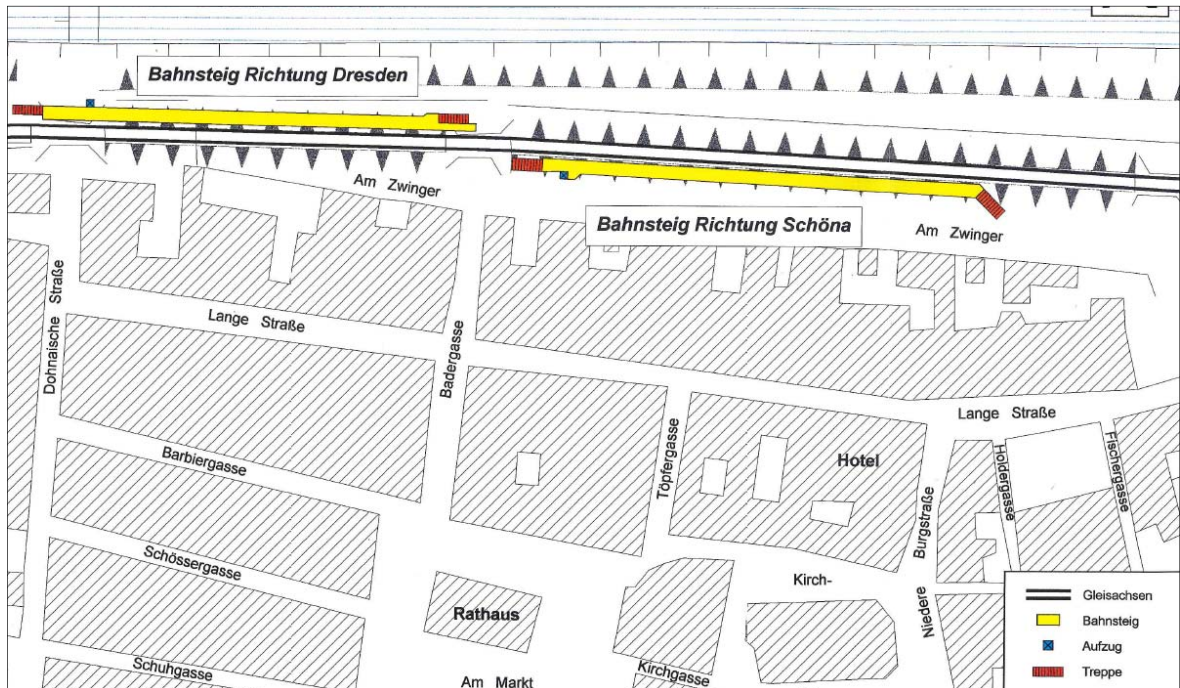 Bahnsteig Richtung Dresden
Am Zwinger
Bahnsteig Richtung Schöna
Am Zwinger
Dohnaische Straße
Lange Straße
Badergasse
Lange Straße
Töpfergasse
Hotel
Barbiergasse
Burgstraße
Holdergasse
Fischergasse
Schössergasse
Kirch-
Niedere
Rathaus
Schuhgasse
Am Markt
Kirchgasse
Gleisachsen
Bahnsteig
Aufzug
Treppe